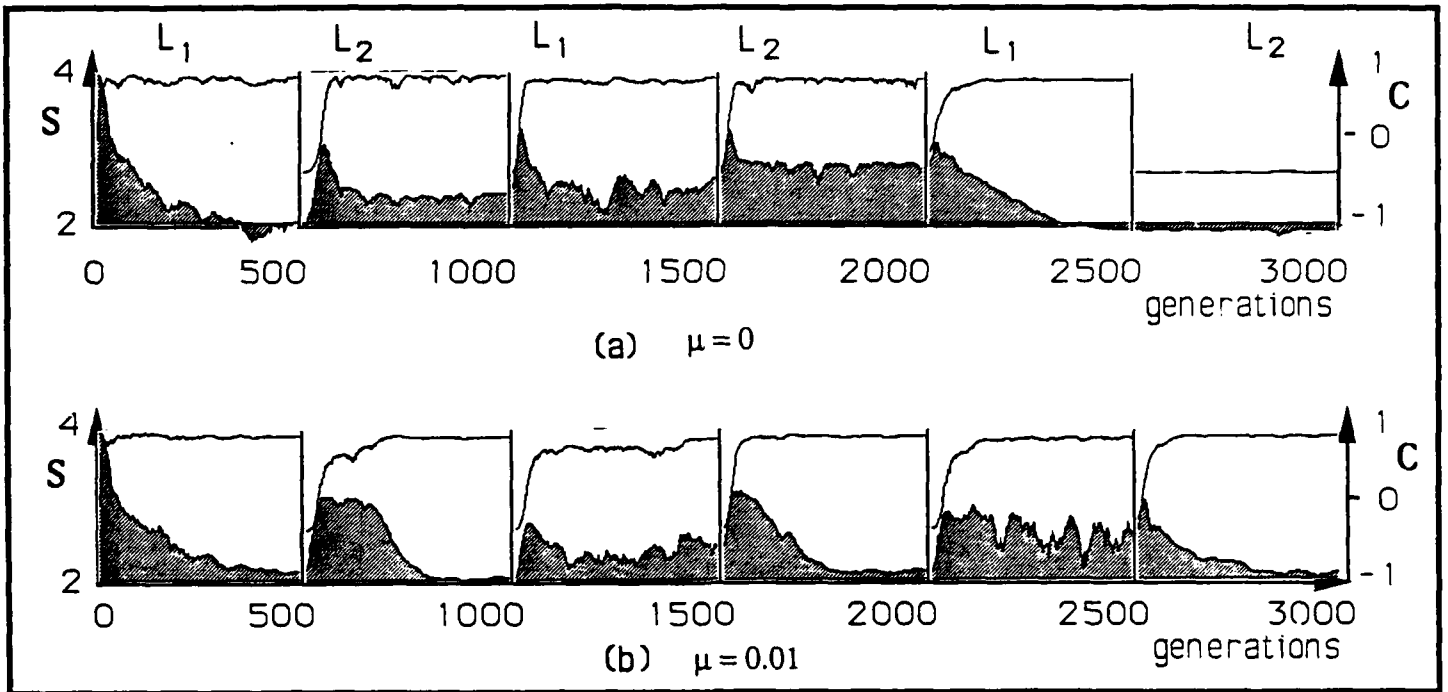 L1 L2 L1 L2 L1 L2
4 1
S C
- 0
2 -1
0 500 1000 1500 2000 2500 3000
generations
(a) μ = 0
4 1
S C
- 0
2 -1
0 500 1000 1500 2000 2500 3000
generations
(b) μ = 0.01